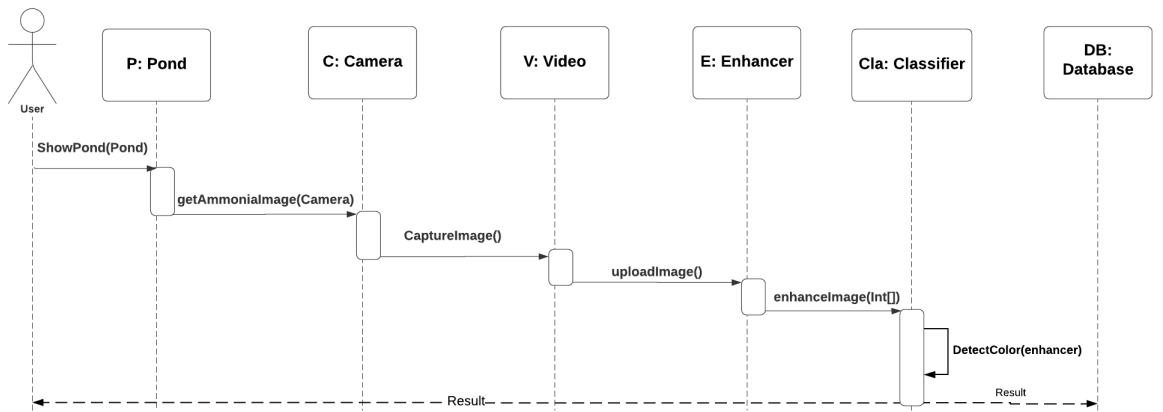 P: Pond
C: Camera
V: Video
E: Enhancer
Cla: Classifier
DB:
Database
User
ShowPond(Pond)
getAmmoniaImage(Camera)
CaptureImage()
uploadImage()
enhanceImage(Int[])
DetectColor(enhancer)
Result
Result